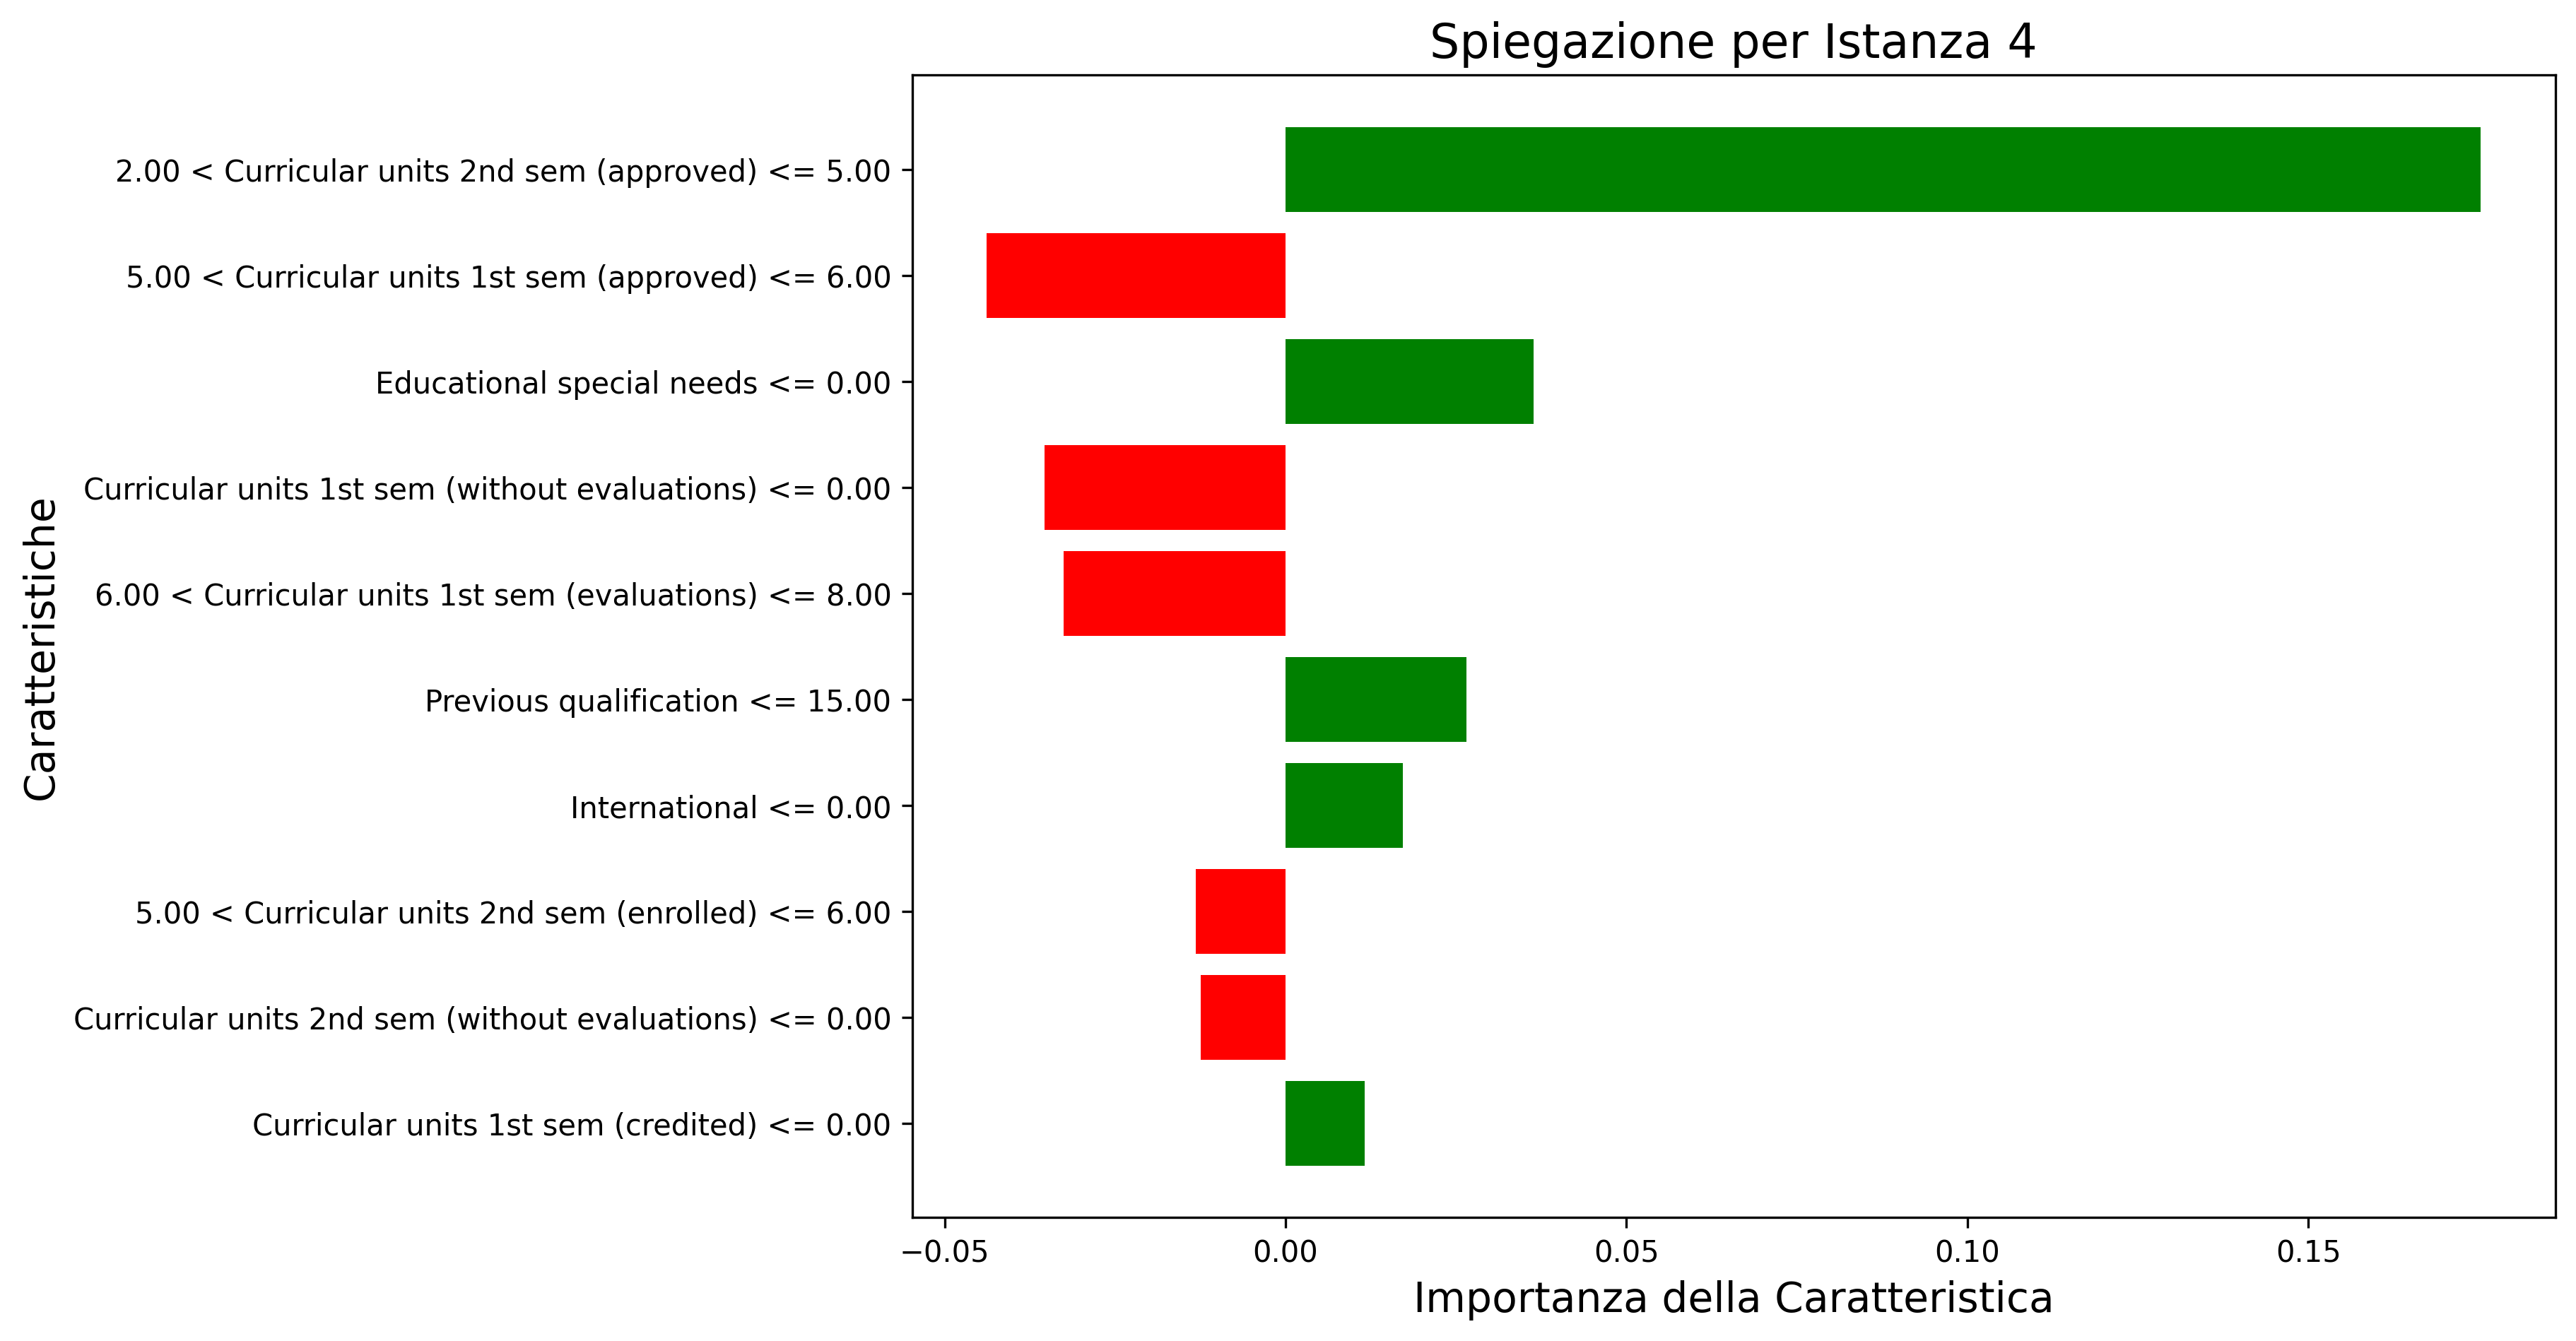 Spiegazione per Istanza 4
2.00 < Curricular units 2nd sem (approved) <= 5.00
5.00 < Curricular units 1st sem (approved) <= 6.00
Educational special needs <= 0.00
Curricular units 1st sem (without evaluations) <= 0.00
6.00 < Curricular units 1st sem (evaluations) <= 8.00
Previous qualification <= 15.00
International <= 0.00
5.00 < Curricular units 2nd sem (enrolled) <= 6.00
Curricular units 2nd sem (without evaluations) <= 0.00
Curricular units 1st sem (credited) <= 0.00
Caratteristiche
−0.05 0.00 0.05 0.10 0.15
Importanza della Caratteristica